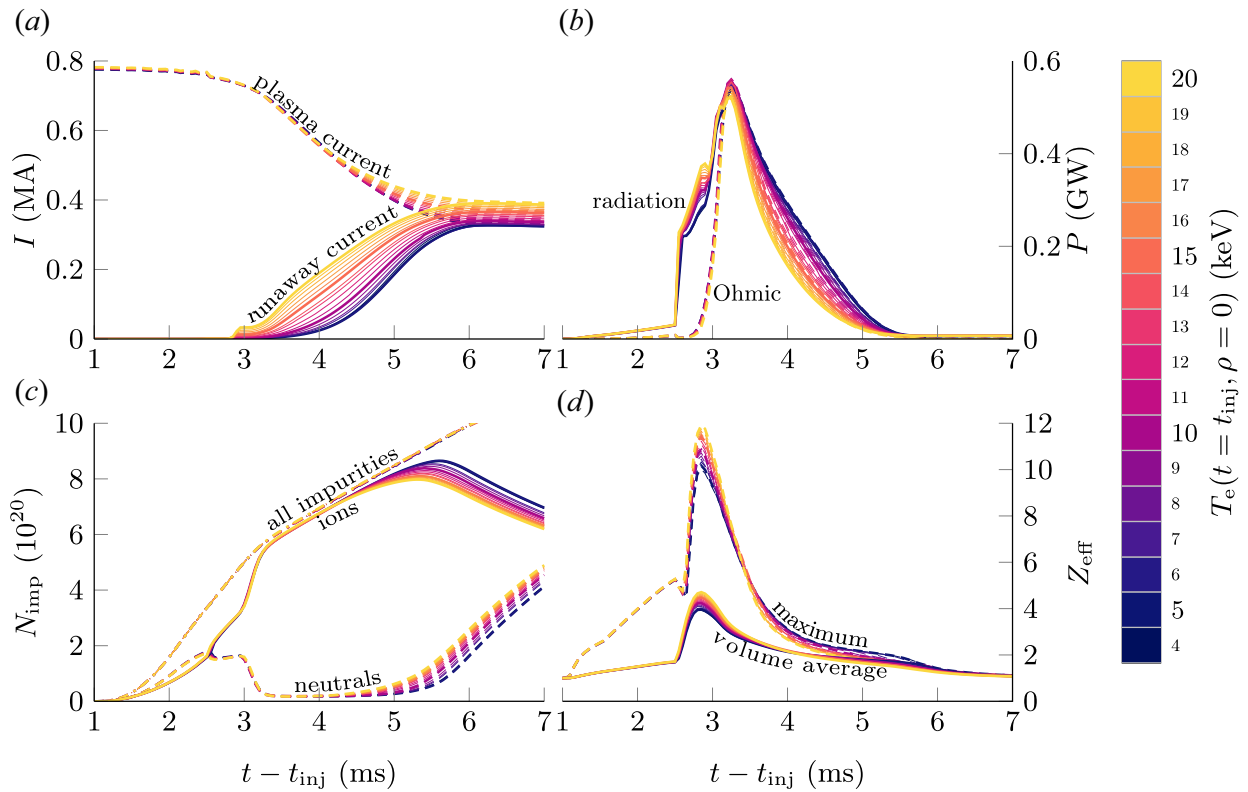 (a)
(b)
0.8
0.6
0.4
0.2
0
I (MA)
plasma current
runaway current
1 2 3 4 5 6 7
0.6
0.4
0.2
0
P (GW)
radiation
Ohmic
1 2 3 4 5 6 7
(c)
(d)
10
8
6
4
2
0
N_imp (10^20)
all impurities
ions
neutrals
1 2 3 4 5 6 7
t − t_inj (ms)
12
10
8
6
4
2
0
Z_eff
maximum
volume average
1 2 3 4 5 6 7
t − t_inj (ms)
20
19
18
17
16
15
14
13
12
11
10
9
8
7
6
5
4
T_e(t = t_inj, ρ = 0) (keV)